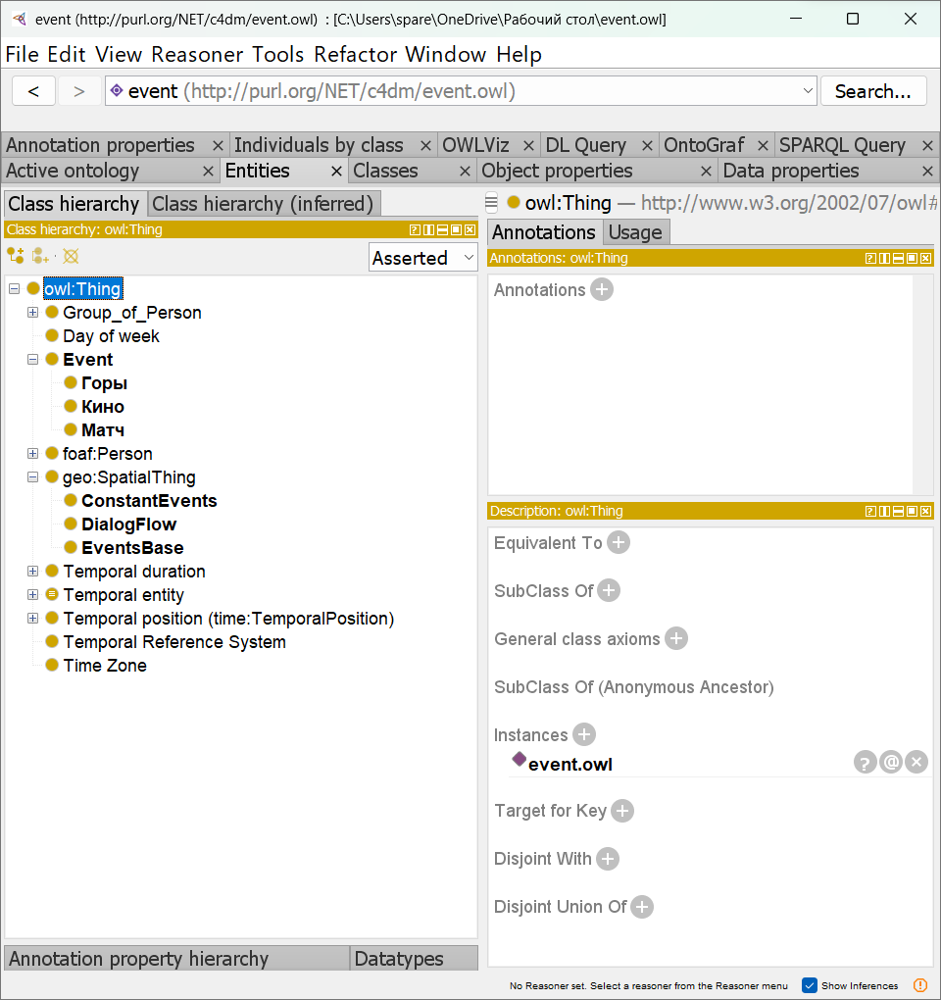 event (http://purl.org/NET/c4dm/event.owl) : [C:\Users\spare\OneDrive\Рабочий стол\event.owl]
File Edit View Reasoner Tools Refactor Window Help
< > event (http://purl.org/NET/c4dm/event.owl) Search...
Annotation properties × Individuals by class × OWLViz × DL Query × OntoGraf × SPARQL Query ×
Active ontology × Entities × Classes × Object properties × Data properties ×
Class hierarchy Class hierarchy (inferred)
Class hierarchy: owl:Thing
Asserted
owl:Thing
Group_of_Person
Day of week
Event
Горы
Кино
Матч
foaf:Person
geo:SpatialThing
ConstantEvents
DialogFlow
EventsBase
Temporal duration
Temporal entity
Temporal position (time:TemporalPosition)
Temporal Reference System
Time Zone
Annotation property hierarchy Datatypes
owl:Thing — http://www.w3.org/2002/07/owl#
Annotations Usage
Annotations: owl:Thing
Annotations
Description: owl:Thing
Equivalent To
SubClass Of
General class axioms
SubClass Of (Anonymous Ancestor)
Instances
event.owl ? @ ×
Target for Key
Disjoint With
Disjoint Union Of
No Reasoner set. Select a reasoner from the Reasoner menu Show Inferences